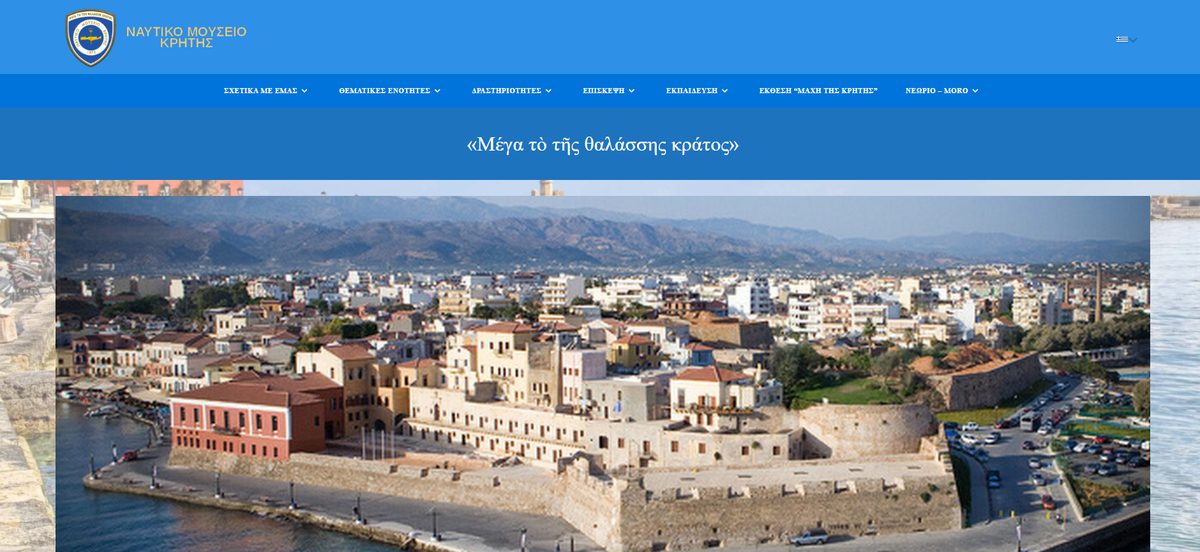 ΝΑΥΤΙΚΟ ΜΟΥΣΕΙΟ
ΚΡΗΤΗΣ
ΣΧΕΤΙΚΑ ΜΕ ΕΜΑΣ
ΘΕΜΑΤΙΚΕΣ ΕΝΟΤΗΤΕΣ
ΔΡΑΣΤΗΡΙΟΤΗΤΕΣ
ΕΠΙΣΚΕΨΗ
ΕΚΠΑΙΔΕΥΣΗ
ΕΚΘΕΣΗ “ΜΑΧΗ ΤΗΣ ΚΡΗΤΗΣ”
ΝΕΩΡΙΟ – MORO
«Μέγα τὸ τῆς θαλάσσης κράτος»